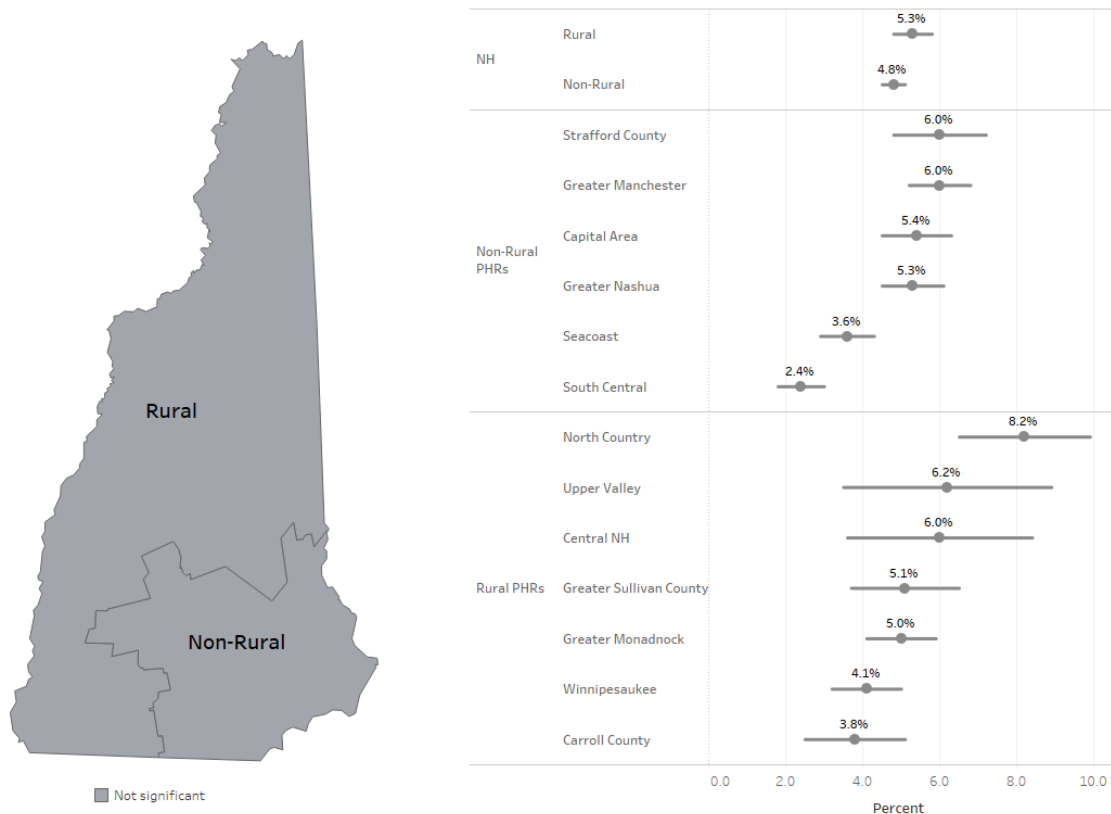 Rural
Non-Rural
Not significant
NH
Rural
5.3%
Non-Rural
4.8%
Non-Rural
PHRs
Strafford County
6.0%
Greater Manchester
6.0%
Capital Area
5.4%
Greater Nashua
5.3%
Seacoast
3.6%
South Central
2.4%
Rural PHRs
North Country
8.2%
Upper Valley
6.2%
Central NH
6.0%
Greater Sullivan County
5.1%
Greater Monadnock
5.0%
Winnipesaukee
4.1%
Carroll County
3.8%
0.0 2.0 4.0 6.0 8.0 10.0
Percent